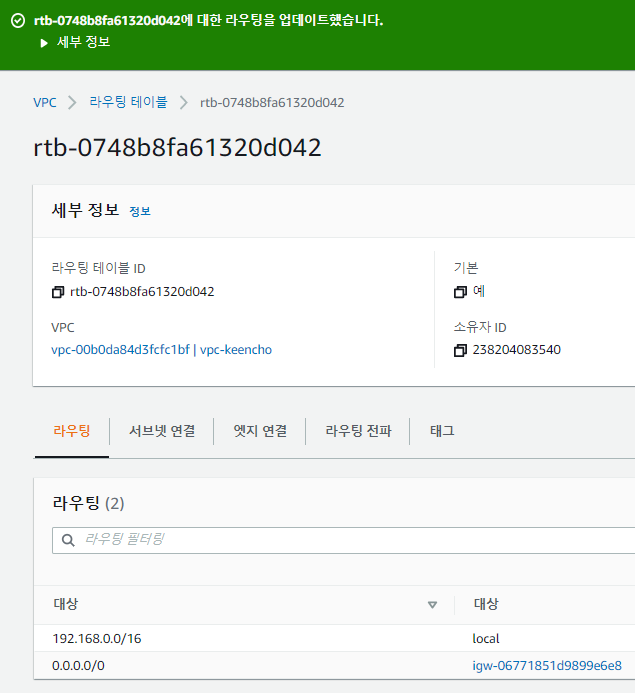 rtb-0748b8fa61320d042에 대한 라우팅을 업데이트했습니다.
세부 정보
VPC 라우팅 테이블 rtb-0748b8fa61320d042
rtb-0748b8fa61320d042
세부 정보 정보
라우팅 테이블 ID
rtb-0748b8fa61320d042
기본
예
VPC
vpc-00b0da84d3fcfc1bf | vpc-keencho
소유자 ID
238204083540
라우팅 서브넷 연결 엣지 연결 라우팅 전파 태그
라우팅 (2)
라우팅 필터링
대상 대상
192.168.0.0/16 local
0.0.0.0/0 igw-06771851d9899e6e8